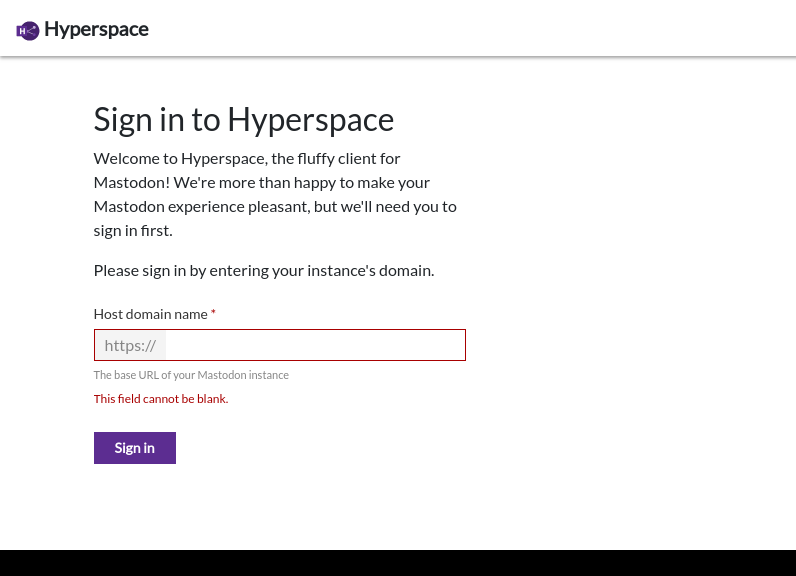 Hyperspace
Sign in to Hyperspace
Welcome to Hyperspace, the fluffy client for
Mastodon! We're more than happy to make your
Mastodon experience pleasant, but we'll need you to
sign in first.
Please sign in by entering your instance's domain.
Host domain name *
https://
The base URL of your Mastodon instance
This field cannot be blank.
Sign in